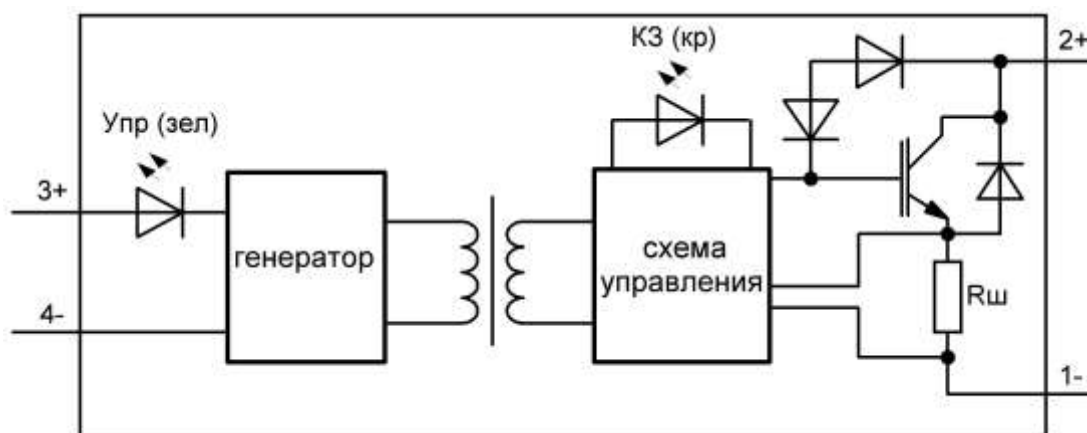 КЗ (кр)
2+
Упр (зел)
3+
генератор
схема
управления
Rш
4-
1-